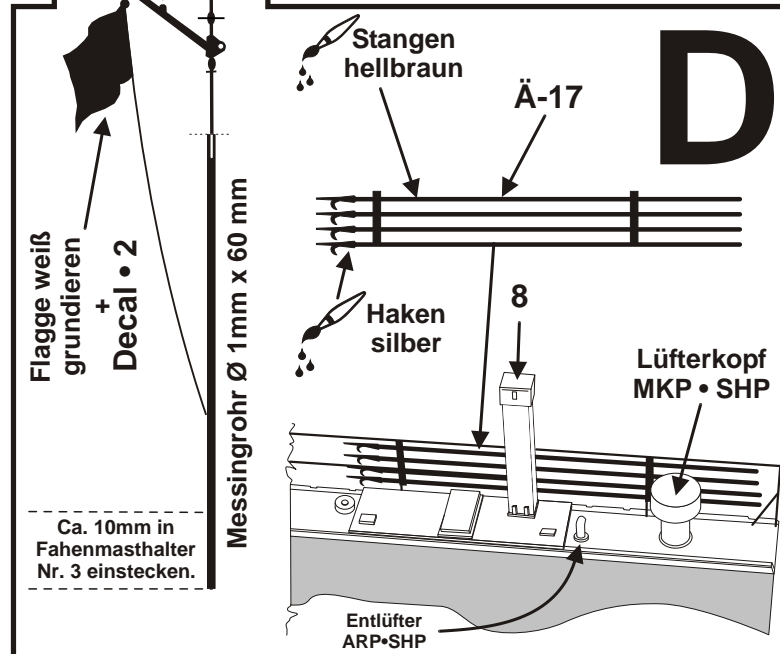 Stangen
hellbraun
Ä-17
D
Flagge weiß
grundieren
+
Decal • 2
Messingrohr Ø 1mm x 60 mm
Haken
silber
8
Lüfterkopf
MKP • SHP
Ca. 10mm in
Fahenmasthalter
Nr. 3 einstecken.
Entlüfter
ARP•SHP